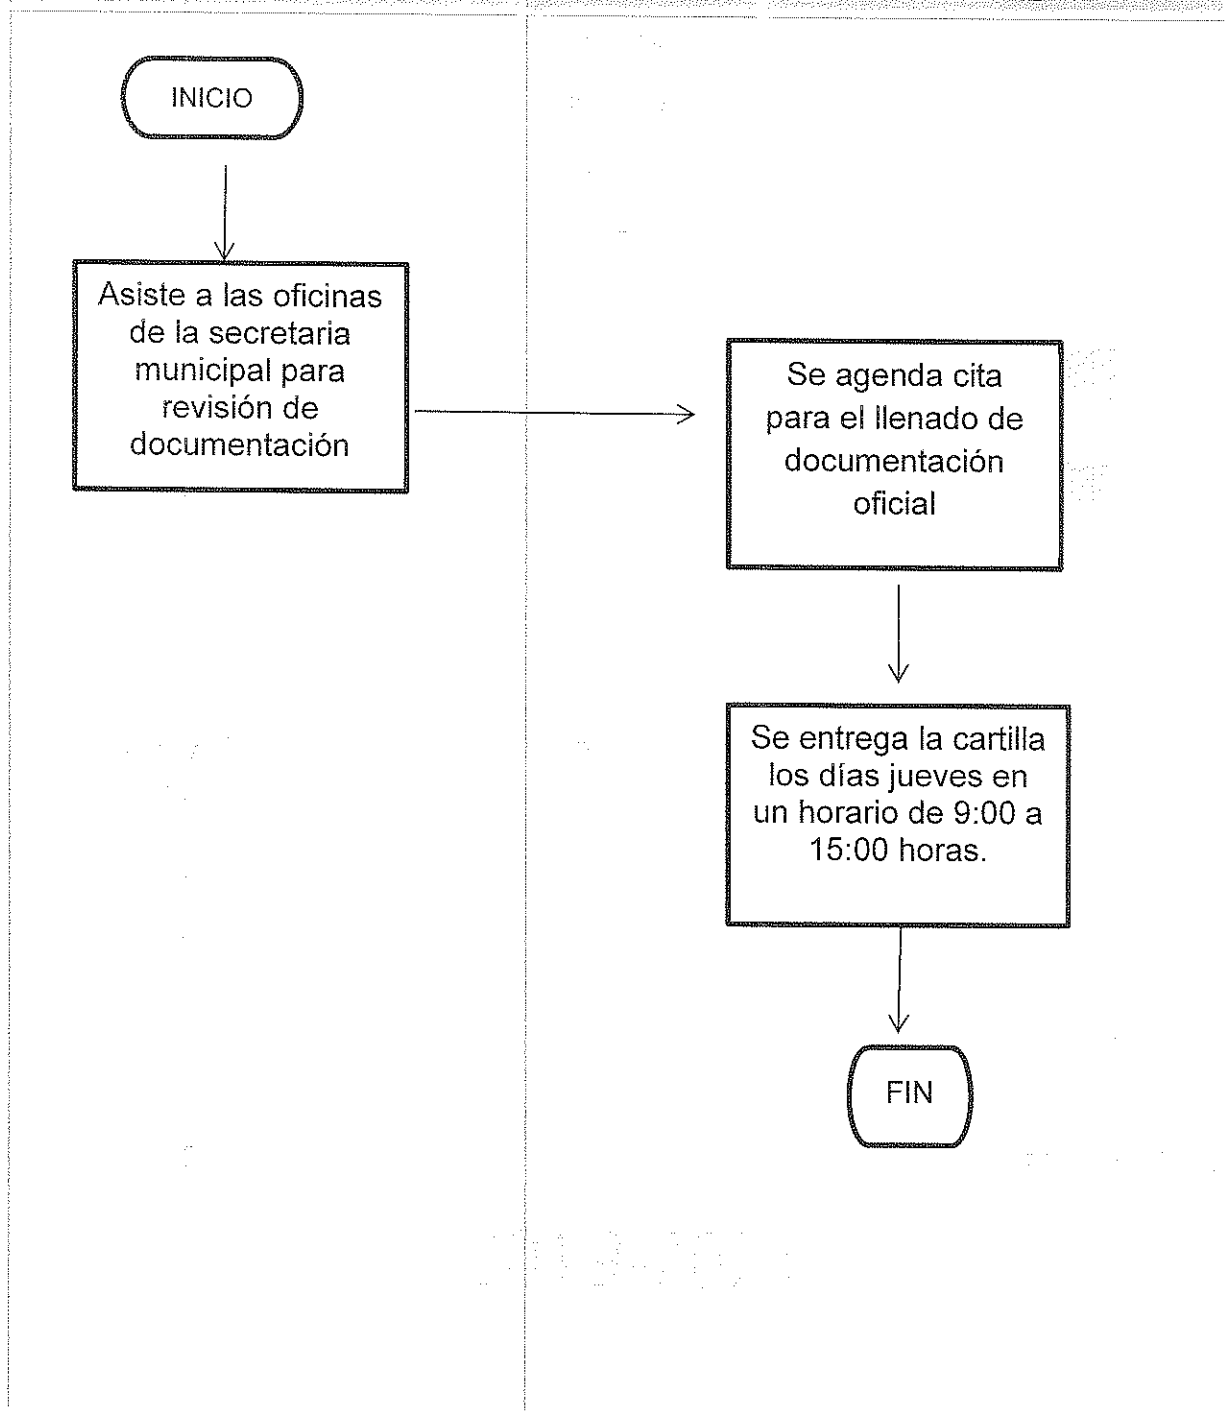 INICIO
Asiste a las oficinas
de la secretaria
municipal para
revisión de
documentación
Se agenda cita
para el llenado de
documentación
oficial
Se entrega la cartilla
los días jueves en
un horario de 9:00 a
15:00 horas.
FIN